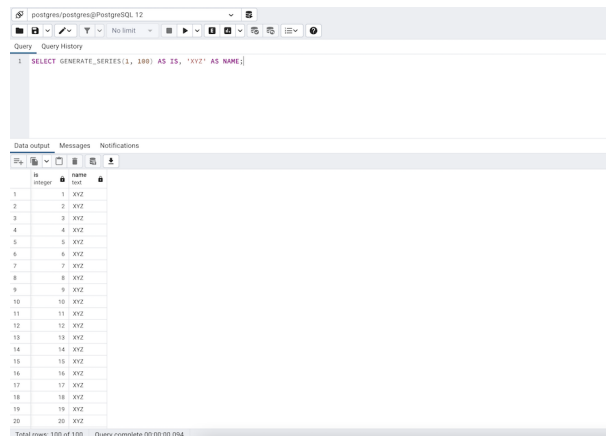 postgres/postgres@PostgreSQL 12
No limit
Query Query History
1 SELECT GENERATE_SERIES(1, 100) AS IS, 'XYZ' AS NAME;
Data output Messages Notifications
is name
integer text
1 1 XYZ
2 2 XYZ
3 3 XYZ
4 4 XYZ
5 5 XYZ
6 6 XYZ
7 7 XYZ
8 8 XYZ
9 9 XYZ
10 10 XYZ
11 11 XYZ
12 12 XYZ
13 13 XYZ
14 14 XYZ
15 15 XYZ
16 16 XYZ
17 17 XYZ
18 18 XYZ
19 19 XYZ
20 20 XYZ
Total rows: 100 of 100 Query complete 00:00:00.094